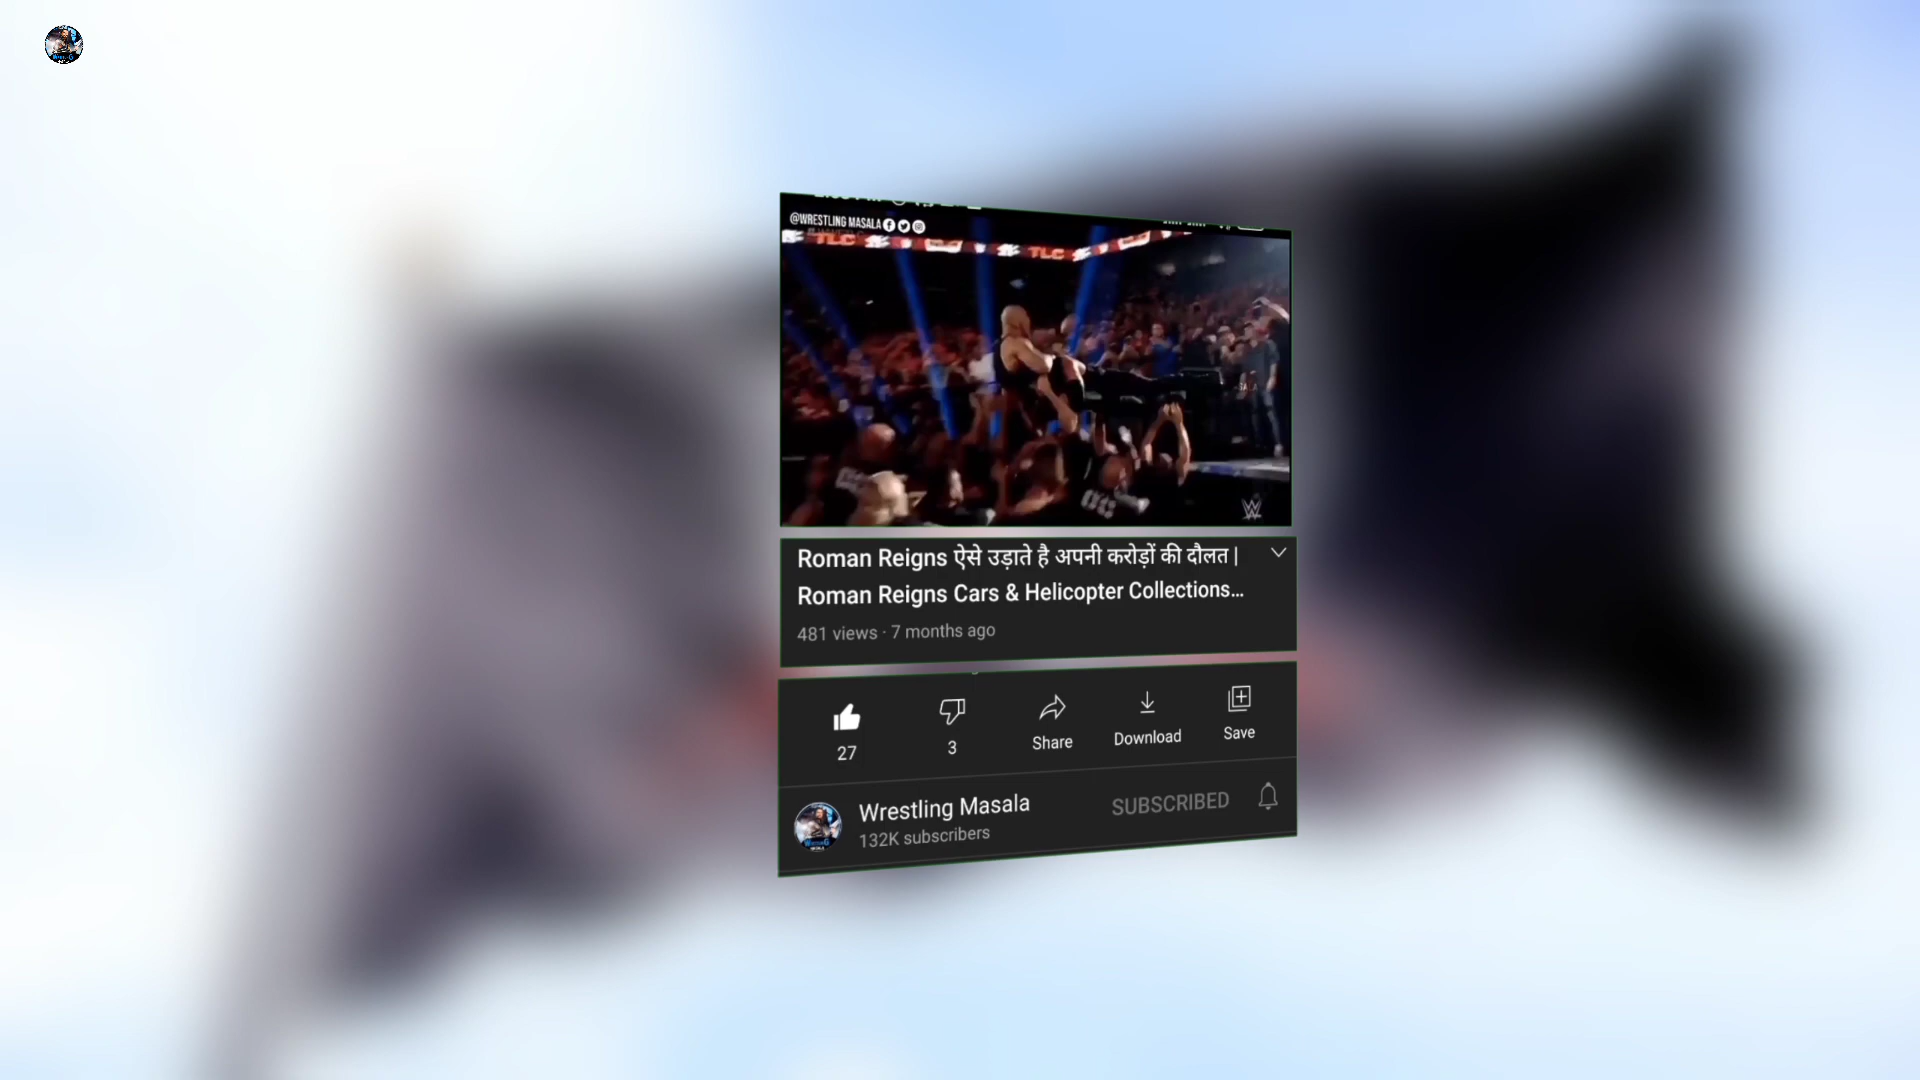 @WRESTLING MASALA
TLC TLC
Roman Reigns ऐसे उड़ाते है अपनी करोड़ों की दौलत |
Roman Reigns Cars & Helicopter Collections...
481 views · 7 months ago
27 3 Share Download Save
Wrestling Masala SUBSCRIBED
132K subscribers